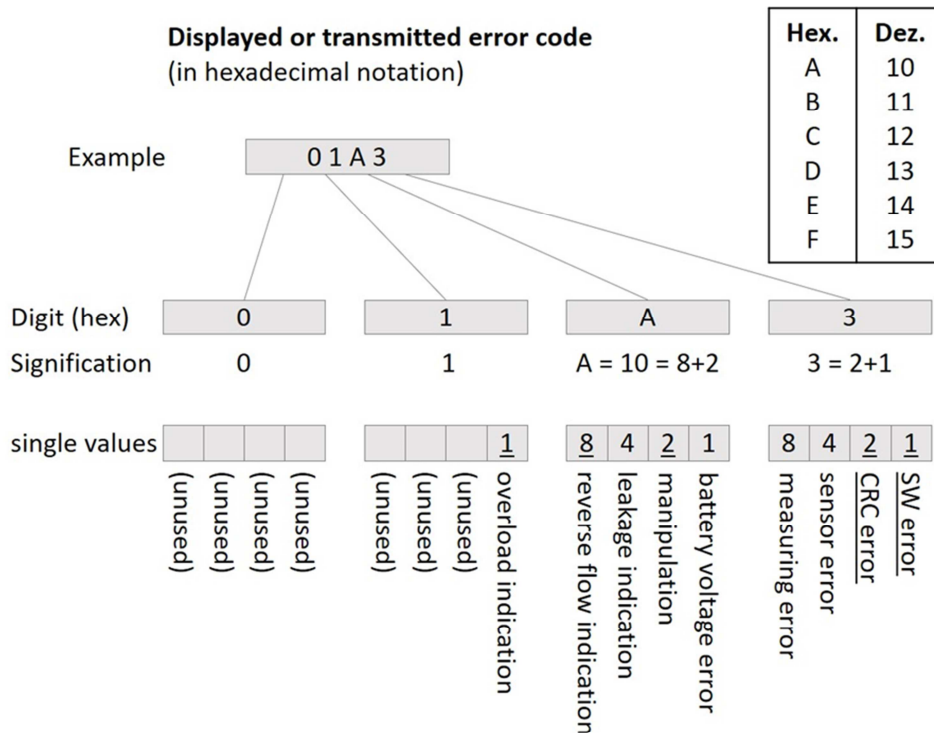 Displayed or transmitted error code
(in hexadecimal notation)
Hex. Dez.
A 10
B 11
C 12
D 13
E 14
F 15
Example 0 1 A 3
Digit (hex) 0 1 A 3
Signification 0 1 A = 10 = 8+2 3 = 2+1
single values 1 8 4 2 1 8 4 2 1
(unused)
(unused)
(unused)
(unused)
(unused)
(unused)
(unused)
overload indication
reverse flow indication
leakage indication
manipulation
battery voltage error
measuring error
sensor error
CRC error
SW error